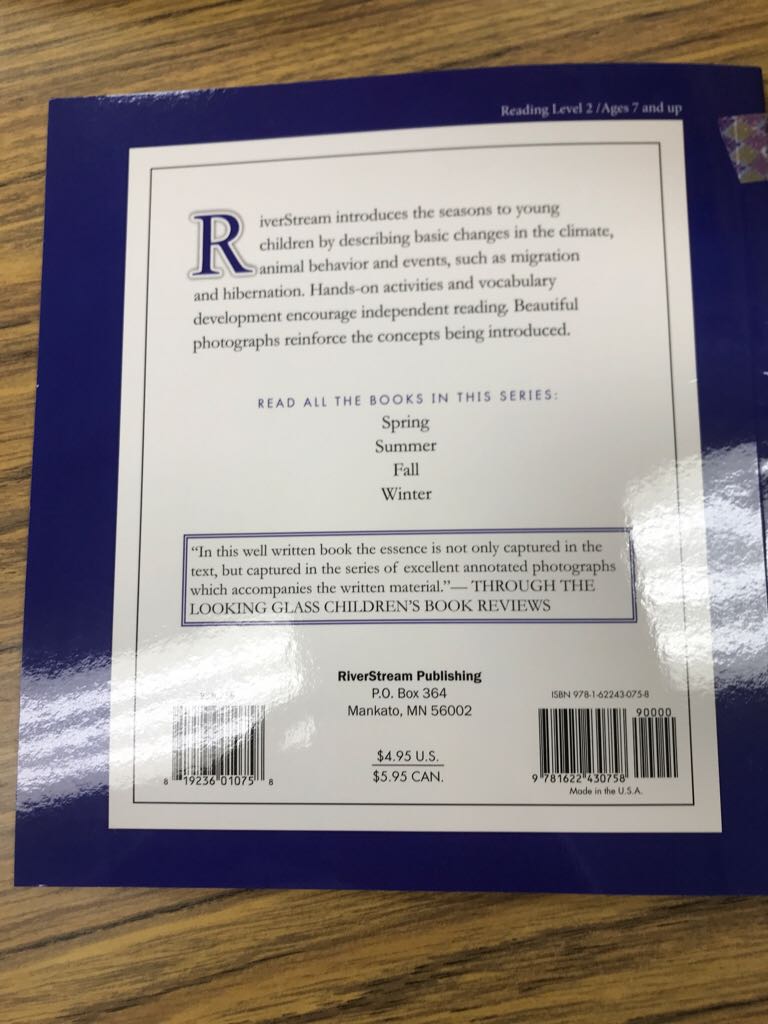 Reading Level 2 / Ages 7 and up
RiverStream introduces the seasons to young
children by describing basic changes in the climate,
animal behavior and events, such as migration
and hibernation. Hands-on activities and vocabulary
development encourage independent reading. Beautiful
photographs reinforce the concepts being introduced.
READ ALL THE BOOKS IN THIS SERIES:
Spring
Summer
Fall
Winter
“In this well written book the essence is not only captured in the
text, but captured in the series of excellent annotated photographs
which accompanies the written material.”— THROUGH THE
LOOKING GLASS CHILDREN’S BOOK REVIEWS
RiverStream Publishing
P.O. Box 364
Mankato, MN 56002
$4.95 U.S.
$5.95 CAN.
8 19236 01075 8
ISBN 978-1-62243-075-8
90000
9 781622 430758
Made in the U.S.A.